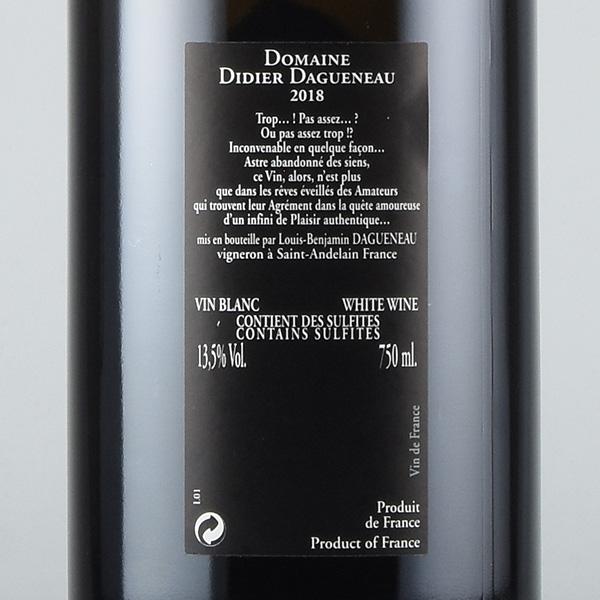 DOMAINE
DIDIER DAGUENEAU
2018
Trop... ! Pas assez... ?
Ou pas assez trop !?
Inconvenable en quelque façon...
Astre abandonné des siens,
ce Vin, alors, n'est plus
que dans les rêves éveillés des Amateurs
qui trouvent leur Agrément dans la quête amoureuse
d'un infini de Plaisir authentique...
mis en bouteille par Louis-Benjamin DAGUENEAU
vigneron à Saint-Andelain France
VIN BLANC WHITE WINE
CONTIENT DES SULFITES
CONTAINS SULFITES
13,5% Vol. 750 ml.
Vin de France
L01
Produit
de France
Product of France